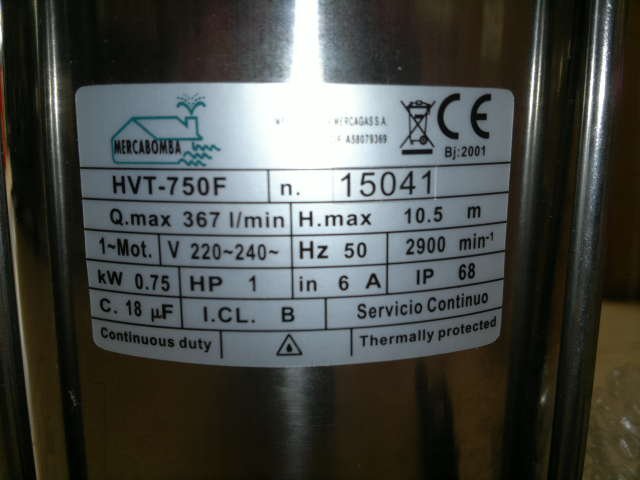 MERCABOMBA
MERCAGAS S.A.
A58079369
CE
Bj:2001
HVT-750F n. 15041
Q.max 367 l/min H.max 10.5 m
1~Mot. V 220~240~ Hz 50 2900 min-¹
kW 0.75 HP 1 in 6 A IP 68
C. 18 µF I.CL. B Servicio Continuo
Continuous duty Thermally protected